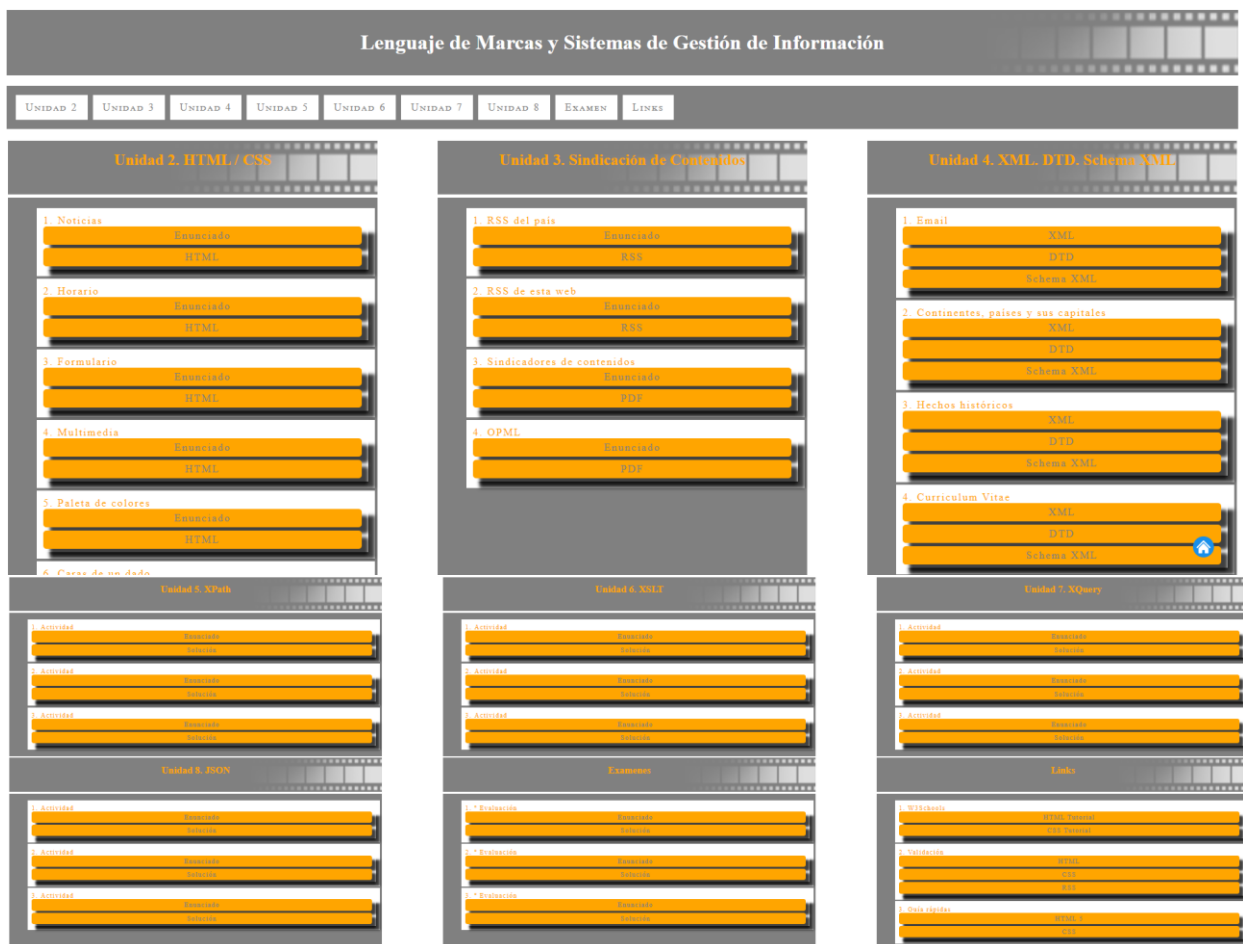 Lenguaje de Marcas y Sistemas de Gestión de Información
Unidad 2
Unidad 3
Unidad 4
Unidad 5
Unidad 6
Unidad 7
Unidad 8
Examen
Links
Unidad 2. HTML / CSS
1. Noticias
Enunciado
HTML
2. Horario
Enunciado
HTML
3. Formulario
Enunciado
HTML
4. Multimedia
Enunciado
HTML
5. Paleta de colores
Enunciado
HTML
6. Caras de un dado
Unidad 3. Sindicación de Contenidos
1. RSS del país
Enunciado
RSS
2. RSS de esta web
Enunciado
RSS
3. Sindicadores de contenidos
Enunciado
PDF
4. OPML
Enunciado
PDF
Unidad 4. XML. DTD. Schema XML
1. Email
XML
DTD
Schema XML
2. Continentes, países y sus capitales
XML
DTD
Schema XML
3. Hechos históricos
XML
DTD
Schema XML
4. Curriculum Vitae
XML
DTD
Schema XML
Unidad 5. XPath
1. Actividad
Enunciado
Solución
2. Actividad
Enunciado
Solución
3. Actividad
Enunciado
Solución
Unidad 6. XSLT
1. Actividad
Enunciado
Solución
2. Actividad
Enunciado
Solución
3. Actividad
Enunciado
Solución
Unidad 7. XQuery
1. Actividad
Enunciado
Solución
2. Actividad
Enunciado
Solución
3. Actividad
Enunciado
Solución
Unidad 8. JSON
1. Actividad
Enunciado
Solución
2. Actividad
Enunciado
Solución
3. Actividad
Enunciado
Solución
Examenes
1. ª Evaluación
Enunciado
Solución
2. ª Evaluación
Enunciado
Solución
3. ª Evaluación
Enunciado
Solución
Links
1. W3Schools
HTML Tutorial
CSS Tutorial
2. Validación
HTML
CSS
RSS
3. Guía rápidas
HTML 5
CSS